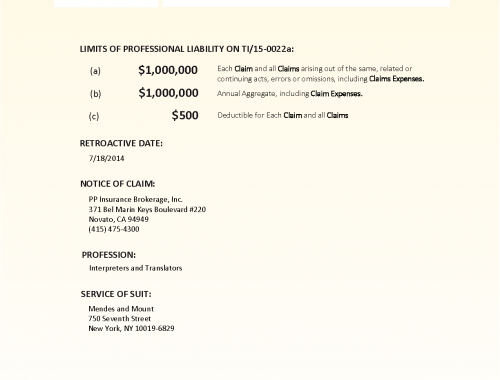 LIMITS OF PROFESSIONAL LIABILITY ON TI/15-0022a:
(a) $1,000,000 Each Claim and all Claims arising out of the same, related or
continuing acts, errors or omissions, including Claims Expenses.
(b) $1,000,000 Annual Aggregate, including Claim Expenses.
(c) $500 Deductible for Each Claim and all Claims
RETROACTIVE DATE:
7/18/2014
NOTICE OF CLAIM:
PP Insurance Brokerage, Inc.
371 Bel Marin Keys Boulevard #220
Novato, CA 94949
(415) 475-4300
PROFESSION:
Interpreters and Translators
SERVICE OF SUIT:
Mendes and Mount
750 Seventh Street
New York, NY 10019-6829